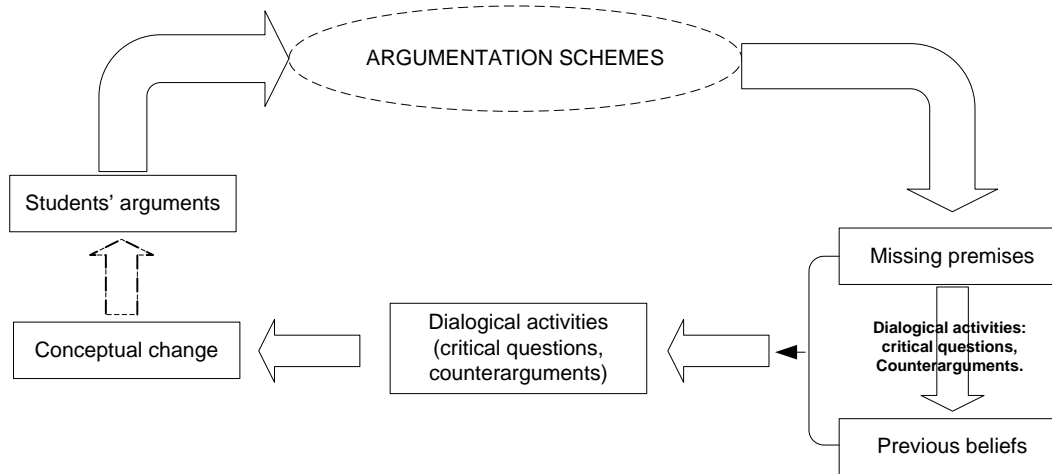 ARGUMENTATION SCHEMES
Students’ arguments
Missing premises
Dialogical activities:
critical questions,
Counterarguments.
Dialogical activities
(critical questions,
counterarguments)
Conceptual change
Previous beliefs